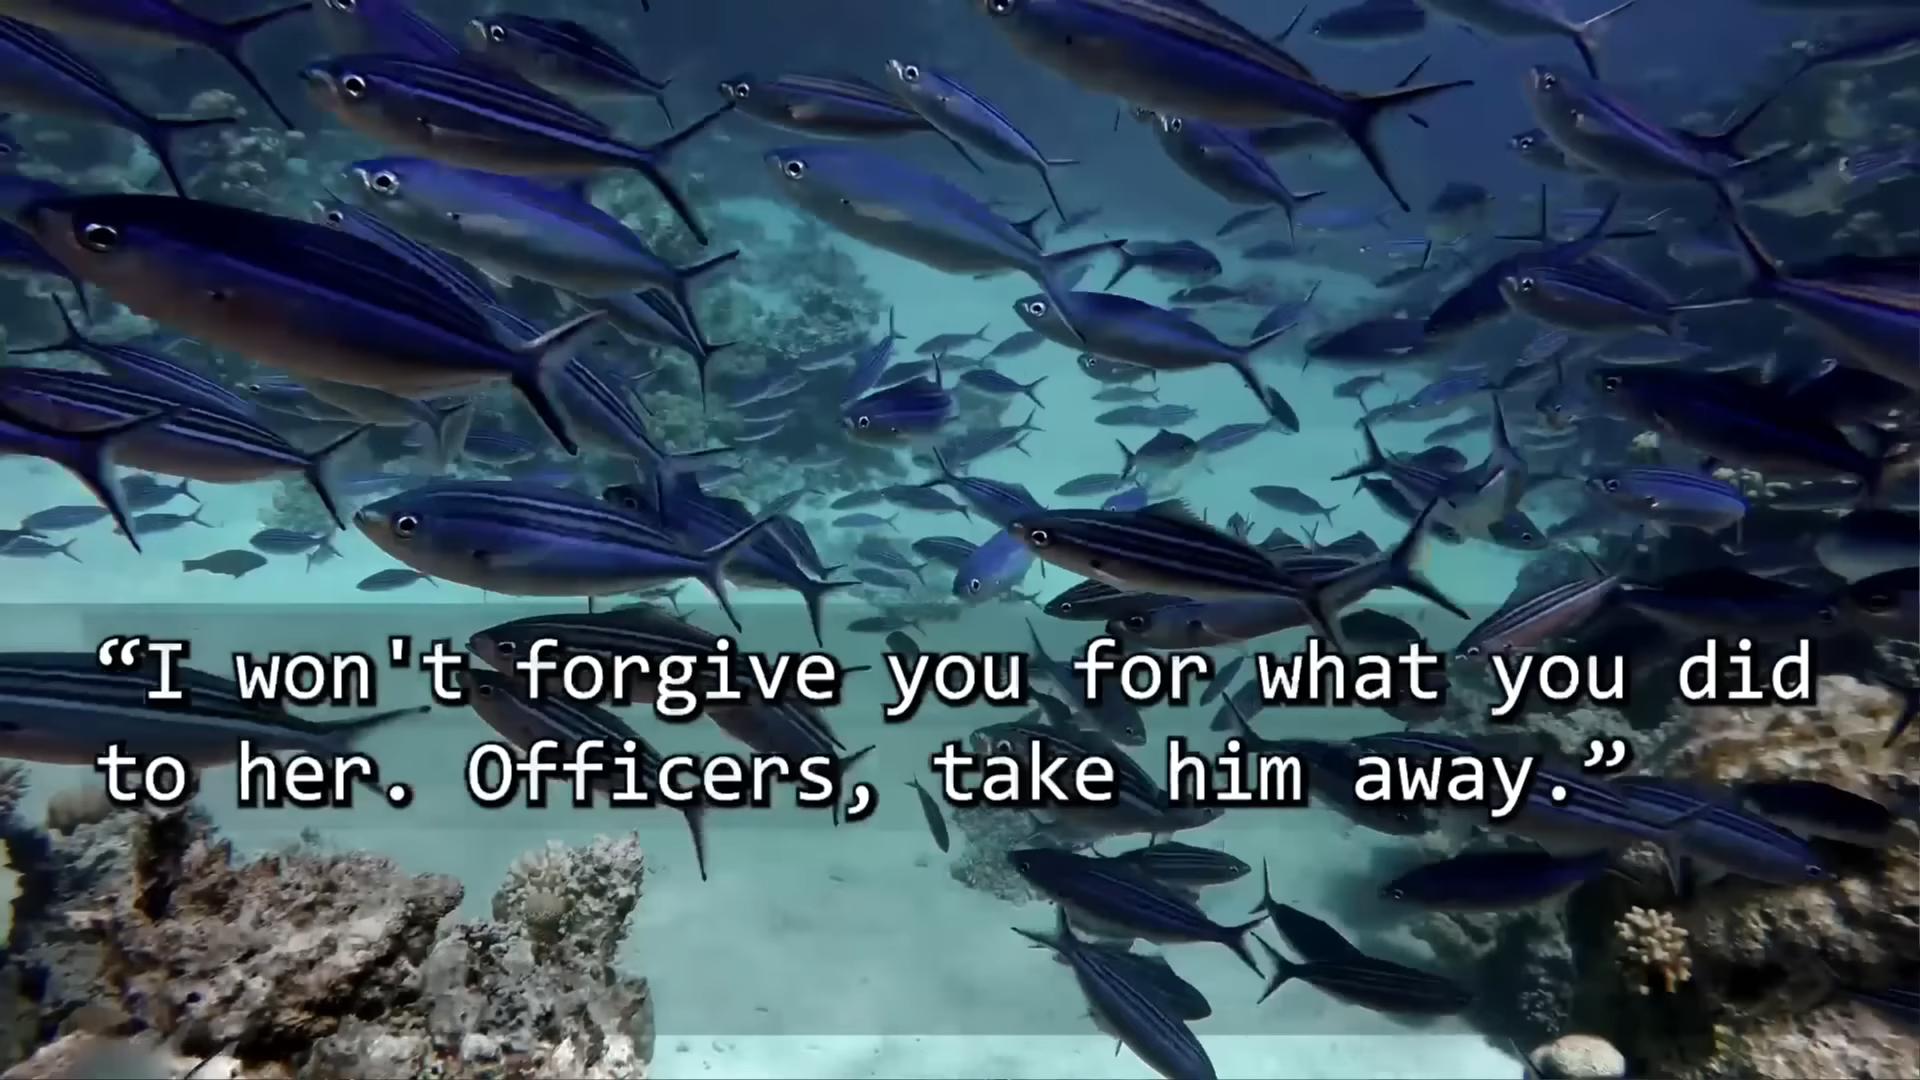 “I won't forgive you for what you did
to her. Officers, take him away.”